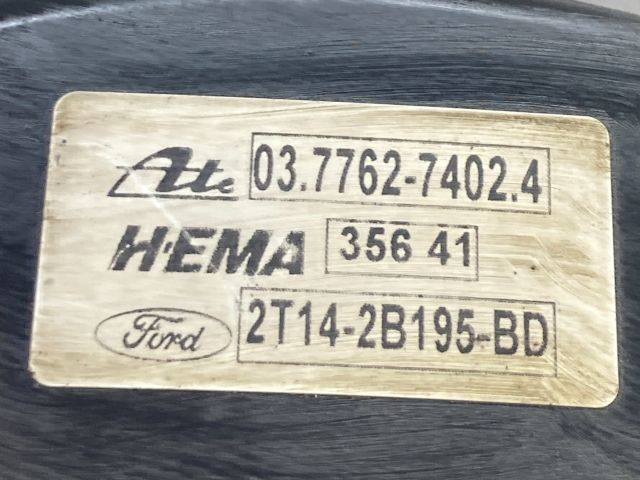 Ate 03.7762-7402.4
HEMA 356 41
Ford 2T14-2B195-BD